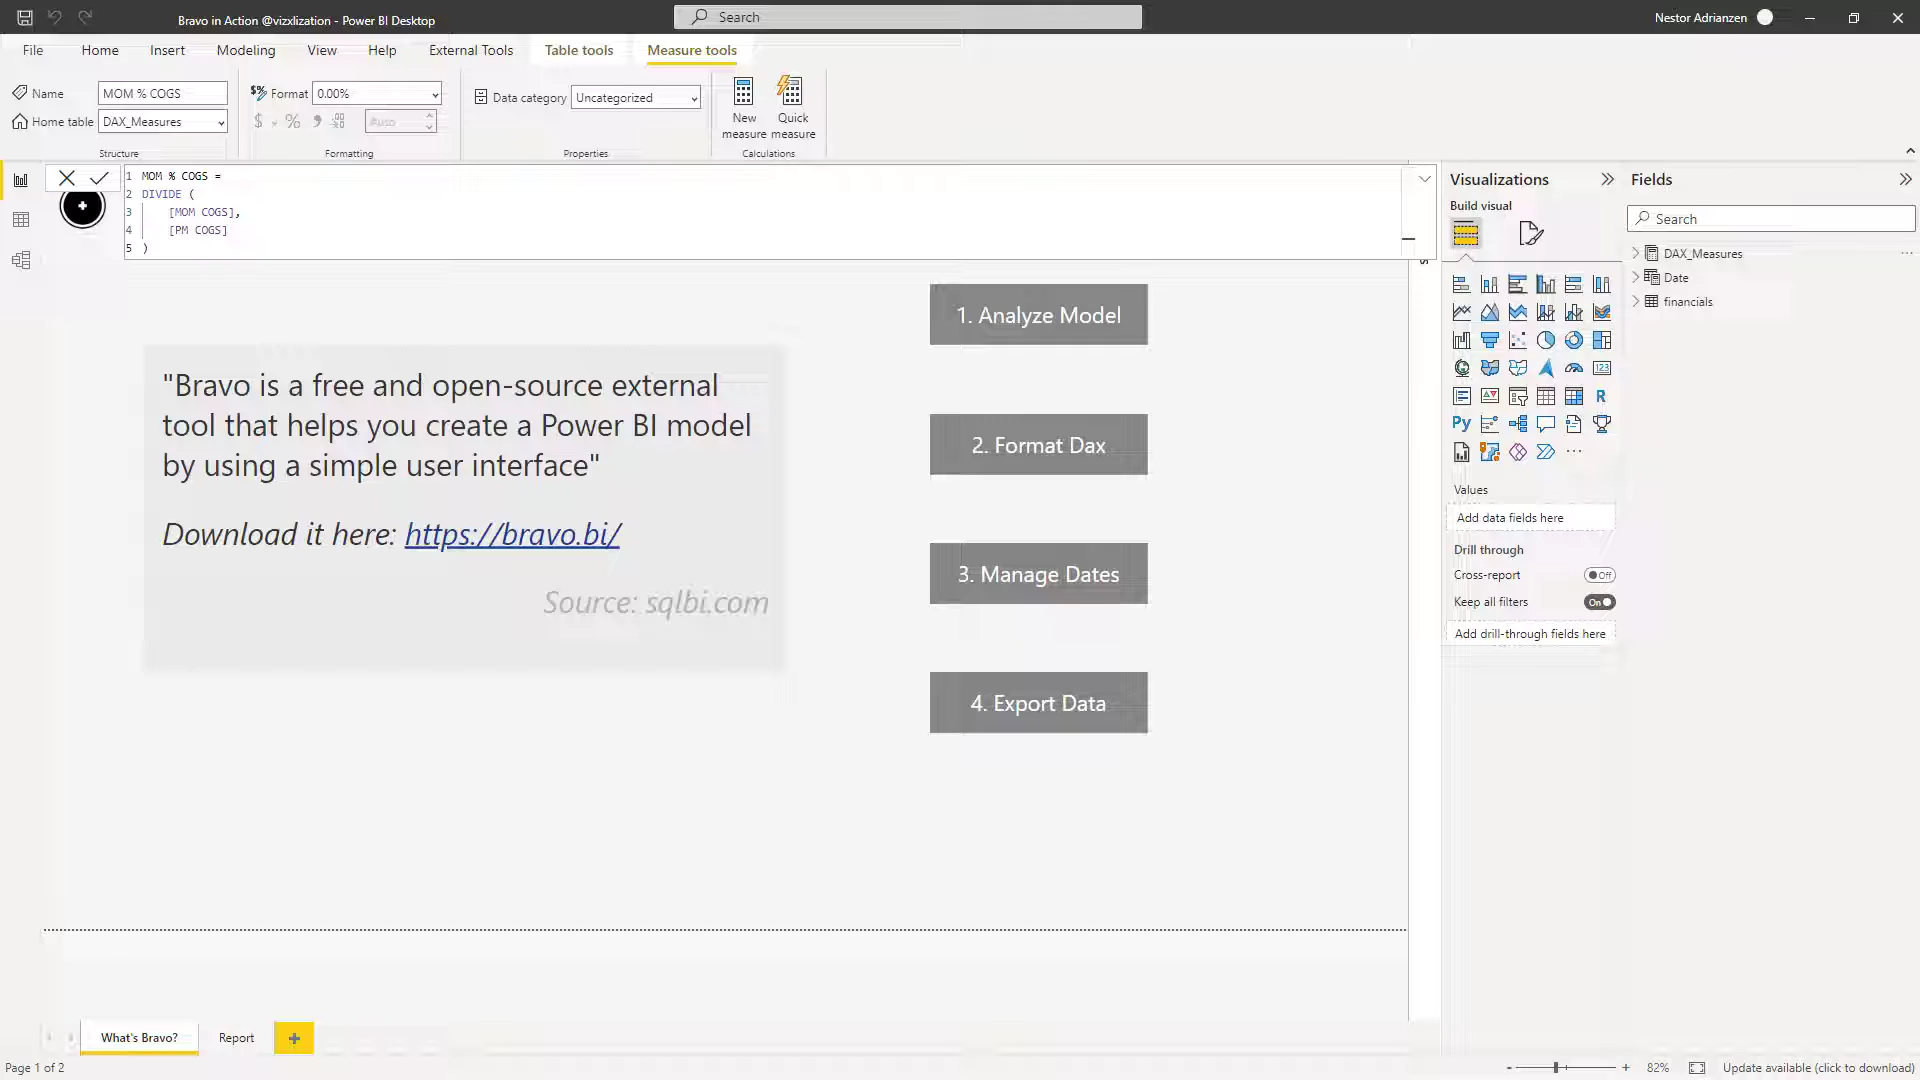 Bravo in Action @vizxlization - Power BI Desktop
Search
Nestor Adrianzen
File
Home
Insert
Modeling
View
Help
External Tools
Table tools
Measure tools
Name
MOM % COGS
Format
0.00%
Data category
Uncategorized
New measure
Quick measure
Home table
DAX_Measures
$
%
Auto
Structure
Formatting
Properties
Calculations
1 MOM % COGS =
2 DIVIDE (
3 [MOM COGS],
4 [PM COGS]
5 )
"Bravo is a free and open-source external
tool that helps you create a Power BI model
by using a simple user interface"
Download it here: https://bravo.bi/
Source: sqlbi.com
1. Analyze Model
2. Format Dax
3. Manage Dates
4. Export Data
Visualizations
Build visual
123
R
Py
Values
Add data fields here
Drill through
Cross-report
Off
Keep all filters
On
Add drill-through fields here
Fields
Search
DAX_Measures
Date
financials
What's Bravo?
Report
Page 1 of 2
82%
Update available (click to download)